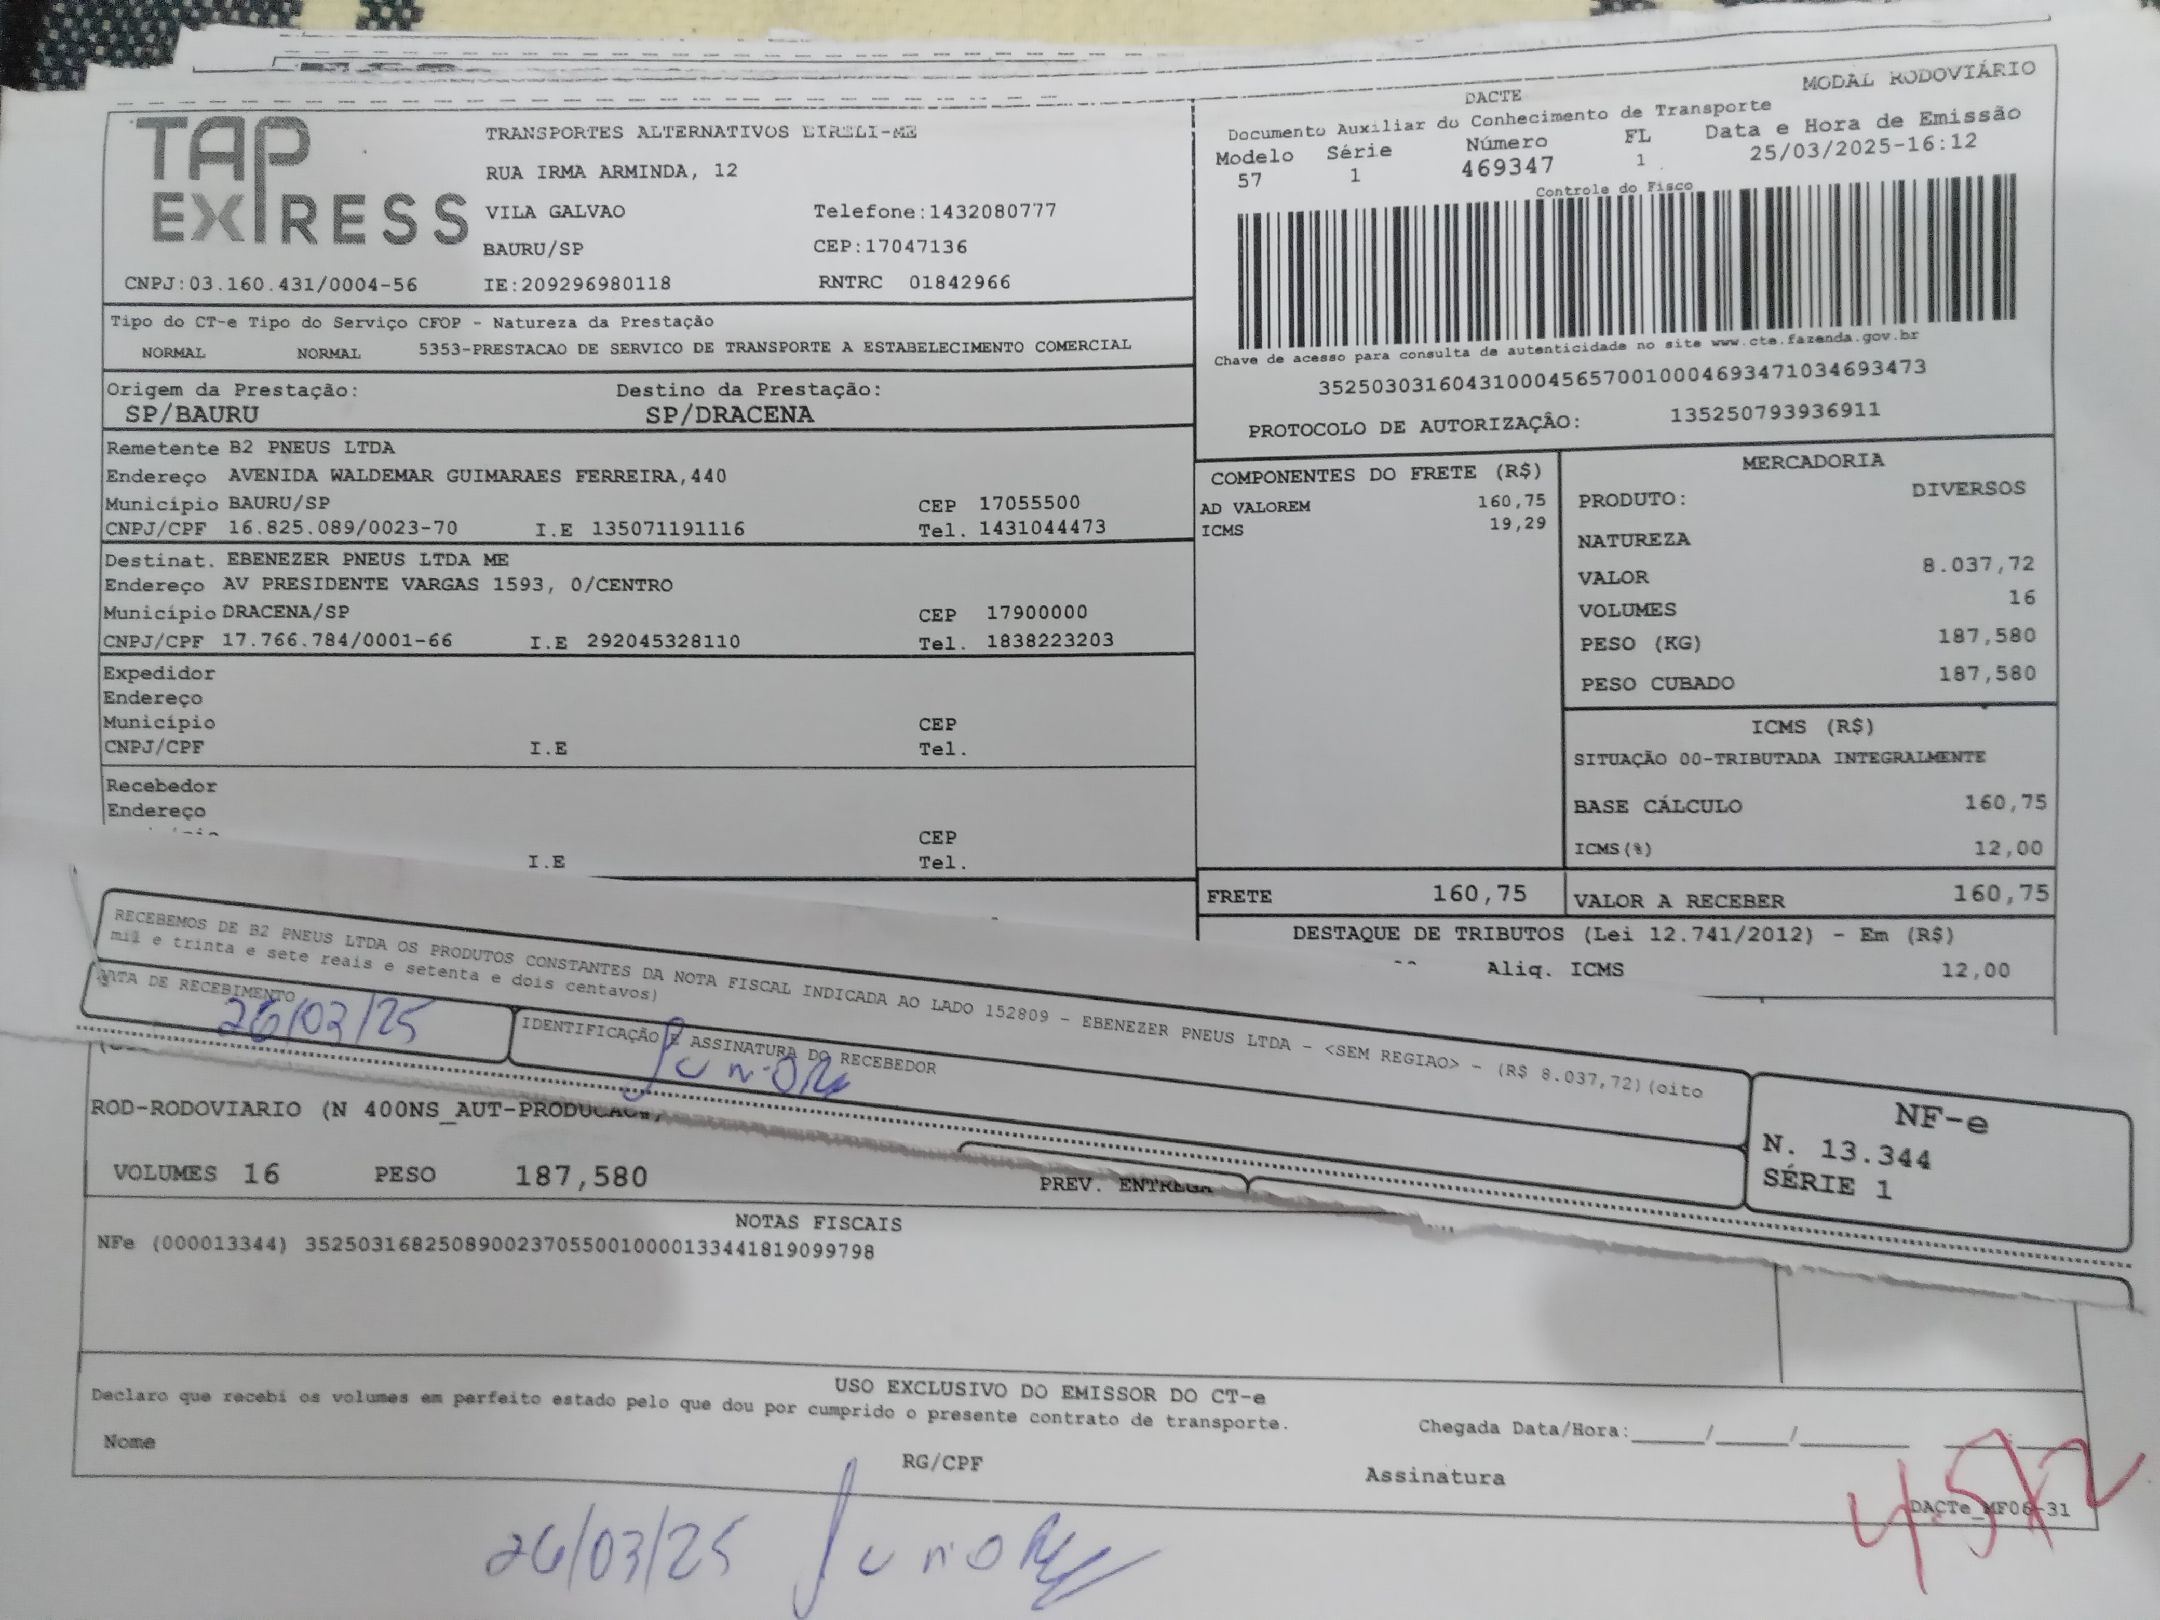 TAP
EXPRESS
TRANSPORTES ALTERNATIVOS EIRELI-ME
RUA IRMA ARMINDA, 12
VILA GALVAO Telefone:1432080777
BAURU/SP CEP:17047136
CNPJ:03.160.431/0004-56 IE:209296980118 RNTRC 01842966
MODAL RODOVIÁRIO
DACTE
Documento Auxiliar do Conhecimento de Transporte
Modelo Série Número FL Data e Hora de Emissão
57 1 469347 1 25/03/2025-16:12
Controle do Fisco
Chave de acesso para consulta de autenticidade no site www.cte.fazenda.gov.br
35250303160431000456570010004693471034693473
PROTOCOLO DE AUTORIZAÇÂO: 135250793936911
Tipo do CT-e Tipo do Serviço CFOP - Natureza da Prestação
NORMAL NORMAL 5353-PRESTACAO DE SERVICO DE TRANSPORTE A ESTABELECIMENTO COMERCIAL
Origem da Prestação: Destino da Prestação:
SP/BAURU SP/DRACENA
Remetente B2 PNEUS LTDA
Endereço AVENIDA WALDEMAR GUIMARAES FERREIRA,440
Município BAURU/SP CEP 17055500
CNPJ/CPF 16.825.089/0023-70 I.E 135071191116 Tel. 1431044473
Destinat. EBENEZER PNEUS LTDA ME
Endereço AV PRESIDENTE VARGAS 1593, 0/CENTRO
Município DRACENA/SP CEP 17900000
CNPJ/CPF 17.766.784/0001-66 I.E 292045328110 Tel. 1838223203
Expedidor
Endereço
Município CEP
CNPJ/CPF I.E Tel.
Recebedor
Endereço
CEP
I.E Tel.
COMPONENTES DO FRETE (R$)
AD VALOREM 160,75
ICMS 19,29
MERCADORIA
PRODUTO: DIVERSOS
NATUREZA
VALOR 8.037,72
VOLUMES 16
PESO (KG) 187,580
PESO CUBADO 187,580
ICMS (R$)
SITUAÇÃO 00-TRIBUTADA INTEGRALMENTE
BASE CÁLCULO 160,75
ICMS(%) 12,00
FRETE 160,75 VALOR A RECEBER 160,75
DESTAQUE DE TRIBUTOS (Lei 12.741/2012) - Em (R$)
Aliq. ICMS 12,00
RECEBEMOS DE B2 PNEUS LTDA OS PRODUTOS CONSTANTES DA NOTA FISCAL INDICADA AO LADO 152809 - EBENEZER PNEUS LTDA - <SEM REGIAO> - (R$ 8.037,72)(oito
mil e trinta e sete reais e setenta e dois centavos)
DATA DE RECEBIMENTO
26/03/25
IDENTIFICAÇÃO E ASSINATURA DO RECEBEDOR
Junior
NF-e
N. 13.344
SÉRIE 1
ROD-RODOVIARIO (N 400NS_AUT-PRODUCAO
VOLUMES 16 PESO 187,580 PREV. ENTREGA
NOTAS FISCAIS
NFe (000013344) 35250316825089002370550010000133441819099798
USO EXCLUSIVO DO EMISSOR DO CT-e
Declaro que recebi os volumes em perfeito estado pelo que dou por cumprido o presente contrato de transporte.
Chegada Data/Hora:_____/_____/________
Nome RG/CPF Assinatura
DACTe_MF06-31
26/03/25 Junior